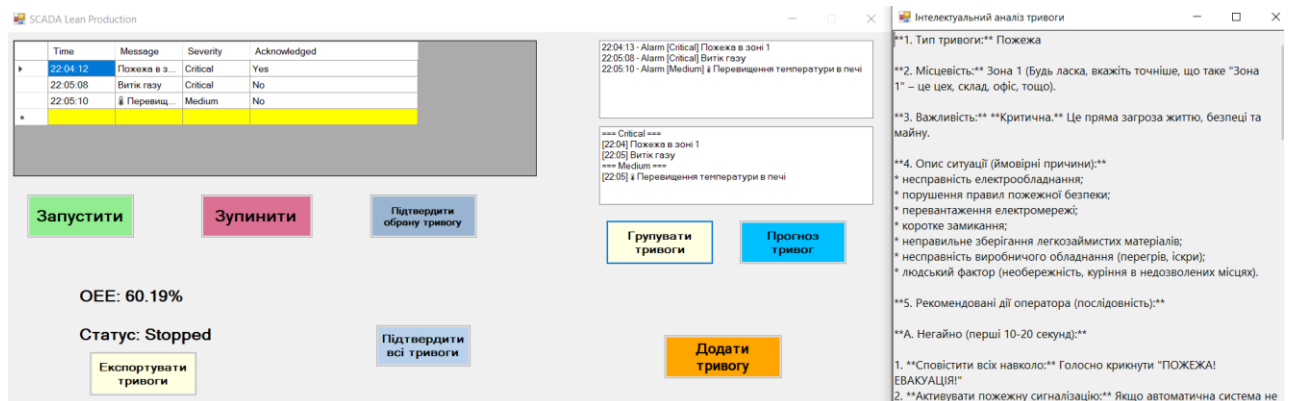 SCADA Lean Production
Time Message Severity Acknowledged
22:04:12 Пожежа в з... Critical Yes
22:05:08 Витік газу Critical No
22:05:10 🌡 Перевищ... Medium No
Запустити
Зупинити
Підтвердити
обрану тривогу
OEE: 60.19%
Статус: Stopped
Експортувати
тривоги
Підтвердити
всі тривоги
22:04:13 - Alarm [Critical] Пожежа в зоні 1
22:05:08 - Alarm [Critical] Витік газу
22:05:10 - Alarm [Medium] 🌡 Перевищення температури в печі
=== Critical ===
[22:04] Пожежа в зоні 1
[22:05] Витік газу
=== Medium ===
[22:05] 🌡 Перевищення температури в печі
Групувати
тривоги
Прогноз
тривог
Додати
тривогу
Інтелектуальний аналіз тривоги
**1. Тип тривоги:** Пожежа
**2. Місцевість:** Зона 1 (Будь ласка, вкажіть точніше, що таке "Зона
1" – це цех, склад, офіс, тощо).
**3. Важливість:** **Критична.** Це пряма загроза життю, безпеці та
майну.
**4. Опис ситуації (ймовірні причини):**
* несправність електрообладнання;
* порушення правил пожежної безпеки;
* перевантаження електромережі;
* коротке замикання;
* неправильне зберігання легкозаймистих матеріалів;
* несправність виробничого обладнання (перегрів, іскри);
* людський фактор (необережність, куріння в недозволених місцях).
**5. Рекомендовані дії оператора (послідовність):**
**А. Негайно (перші 10-20 секунд):**
1. **Сповістити всіх навколо:** Голосно крикнути "ПОЖЕЖА!
ЕВАКУАЦІЯ!"
2. **Активувати пожежну сигналізацію:** Якщо автоматична система не